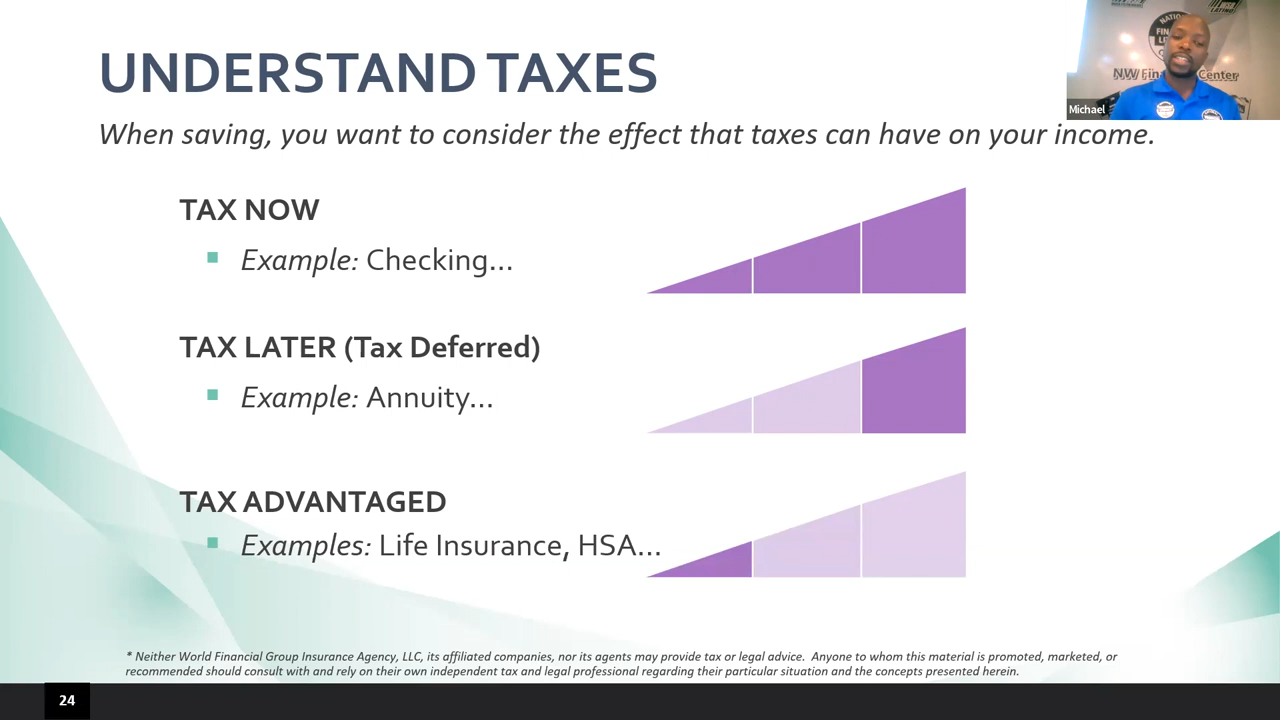 UNDERSTAND TAXES
When saving, you want to consider the effect that taxes can have on your income.
TAX NOW
Example: Checking...
TAX LATER (Tax Deferred)
Example: Annuity...
TAX ADVANTAGED
Examples: Life Insurance, HSA...
* Neither World Financial Group Insurance Agency, LLC, its affiliated companies, nor its agents may provide tax or legal advice. Anyone to whom this material is promoted, marketed, or
recommended should consult with and rely on their own independent tax and legal professional regarding their particular situation and the concepts presented herein.
24
Michael